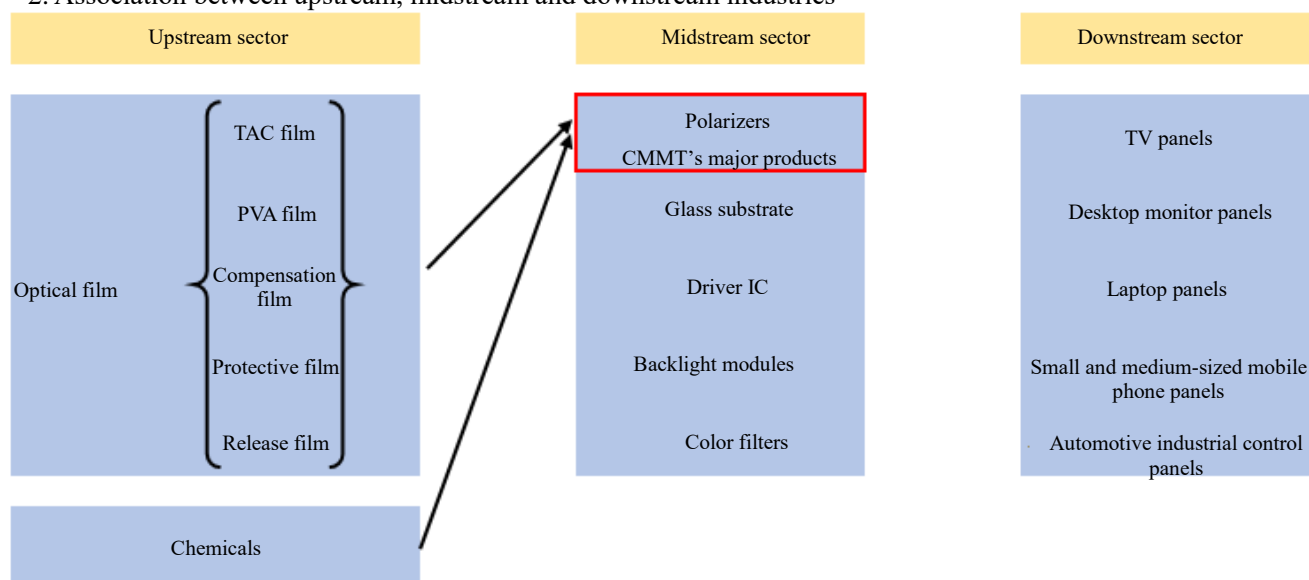 2. Association between upstream, midstream and downstream industries
Upstream sector
Midstream sector
Downstream sector
Optical film
TAC film
PVA film
Compensation
film
Protective film
Release film
Chemicals
Polarizers
CMMT’s major products
Glass substrate
Driver IC
Backlight modules
Color filters
TV panels
Desktop monitor panels
Laptop panels
Small and medium-sized mobile
phone panels
Automotive industrial control
panels